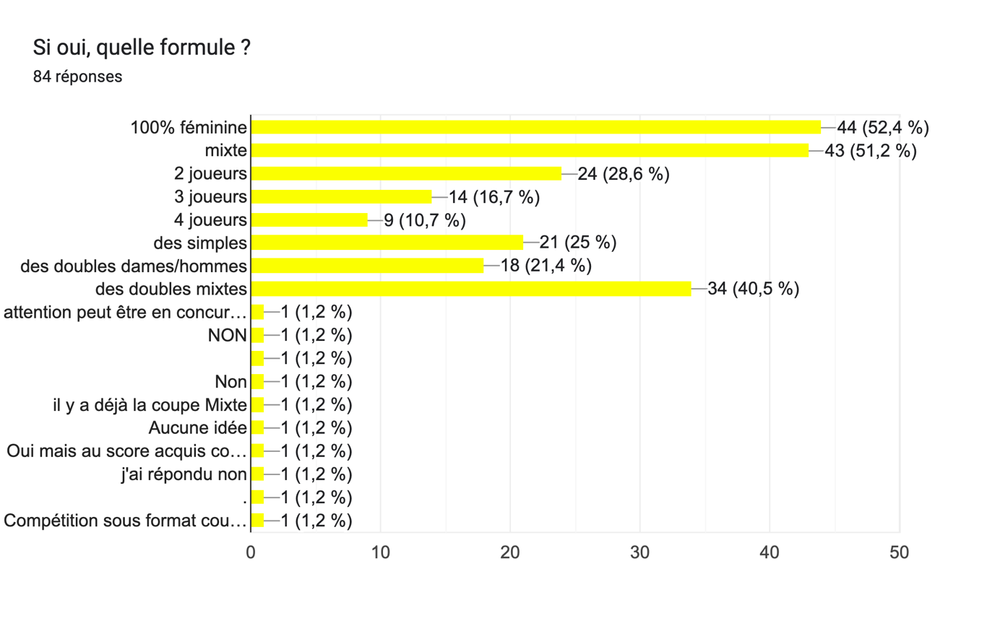 Si oui, quelle formule ?
84 réponses
100% féminine 44 (52,4 %)
mixte 43 (51,2 %)
2 joueurs 24 (28,6 %)
3 joueurs 14 (16,7 %)
4 joueurs 9 (10,7 %)
des simples 21 (25 %)
des doubles dames/hommes 18 (21,4 %)
des doubles mixtes 34 (40,5 %)
attention peut être en concur… 1 (1,2 %)
NON 1 (1,2 %)
1 (1,2 %)
Non 1 (1,2 %)
il y a déjà la coupe Mixte 1 (1,2 %)
Aucune idée 1 (1,2 %)
Oui mais au score acquis co… 1 (1,2 %)
j'ai répondu non 1 (1,2 %)
. 1 (1,2 %)
Compétition sous format cou… 1 (1,2 %)
0 10 20 30 40 50